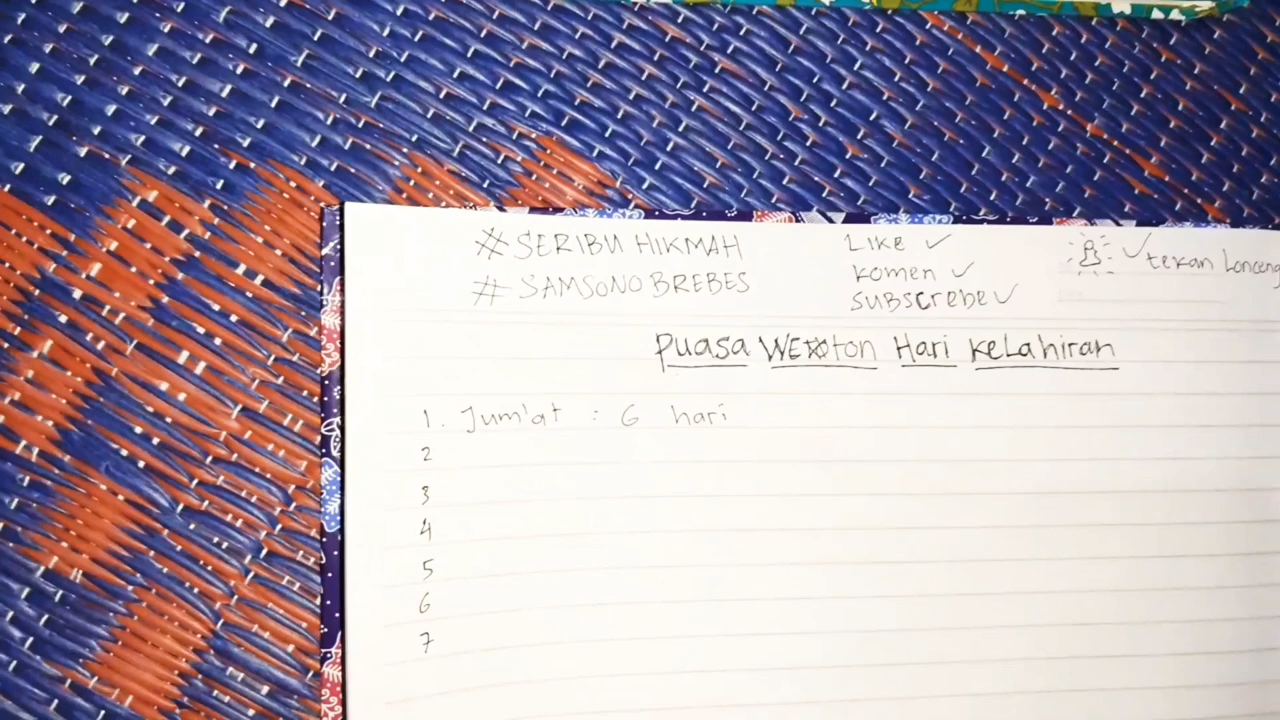 #SERIBU HIKMAH
#SAMSONO BREBES
Like ✓
Komen ✓
SUBSCREBE ✓
✓ tekan Lonceng
Puasa WEton Hari KeLahiran
1. Jum'at : 6 hari
2
3
4
5
6
7